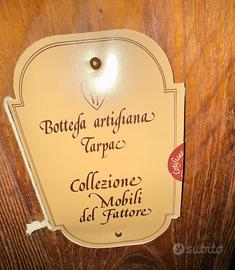 Bottega artigiana
Tarpac
Collezione
Mobili
del Fattore
subito